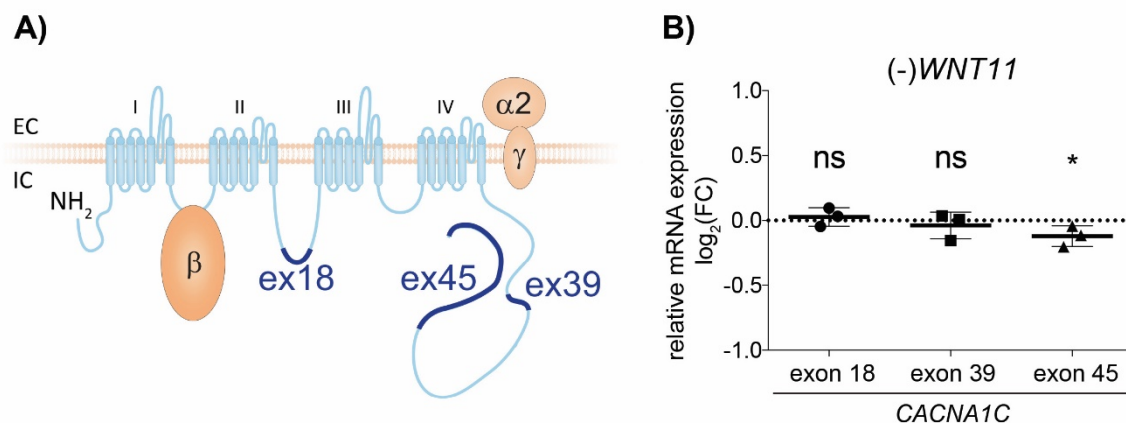 A)
I II III IV
α2
EC
γ
IC
NH2
β
ex18
ex45
ex39
B)
(-)WNT11
relative mRNA expression
log2(FC)
1.0
0.5
0.0
-0.5
-1.0
ns ns *
exon 18 exon 39 exon 45
CACNA1C